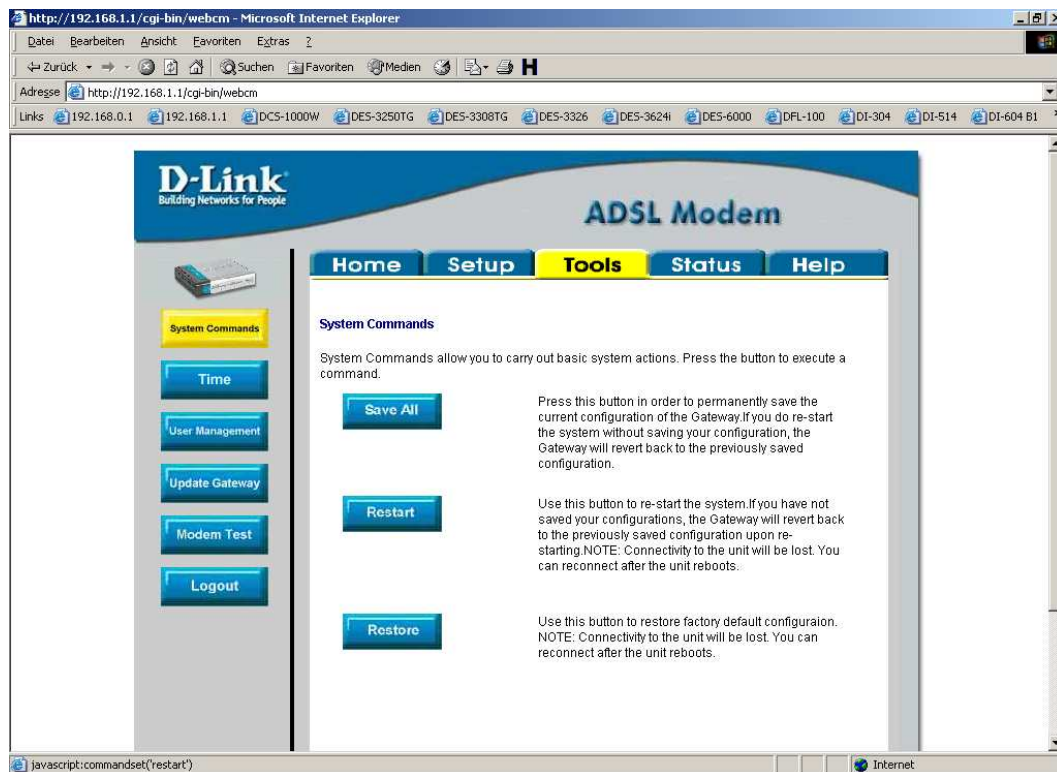 http://192.168.1.1/cgi-bin/webcm - Microsoft Internet Explorer
Datei Bearbeiten Ansicht Favoriten Extras ?
Zurück Suchen Favoriten Medien H
Adresse http://192.168.1.1/cgi-bin/webcm
Links 192.168.0.1 192.168.1.1 DCS-1000W DES-3250TG DES-3308TG DES-3326 DES-3624i DES-6000 DFL-100 DI-304 DI-514 DI-604 B1
D-Link
Building Networks for People
ADSL Modem
Home Setup Tools Status Help
System Commands
Time
User Management
Update Gateway
Modem Test
Logout
System Commands
System Commands allow you to carry out basic system actions. Press the button to execute a
command.
Save All
Press this button in order to permanently save the
current configuration of the Gateway.If you do re-start
the system without saving your configuration, the
Gateway will revert back to the previously saved
configuration.
Restart
Use this button to re-start the system.If you have not
saved your configurations, the Gateway will revert back
to the previously saved configuration upon re-
starting.NOTE: Connectivity to the unit will be lost. You
can reconnect after the unit reboots.
Restore
Use this button to restore factory default configuraion.
NOTE: Connectivity to the unit will be lost. You can
reconnect after the unit reboots.
javascript:commandset('restart')
Internet